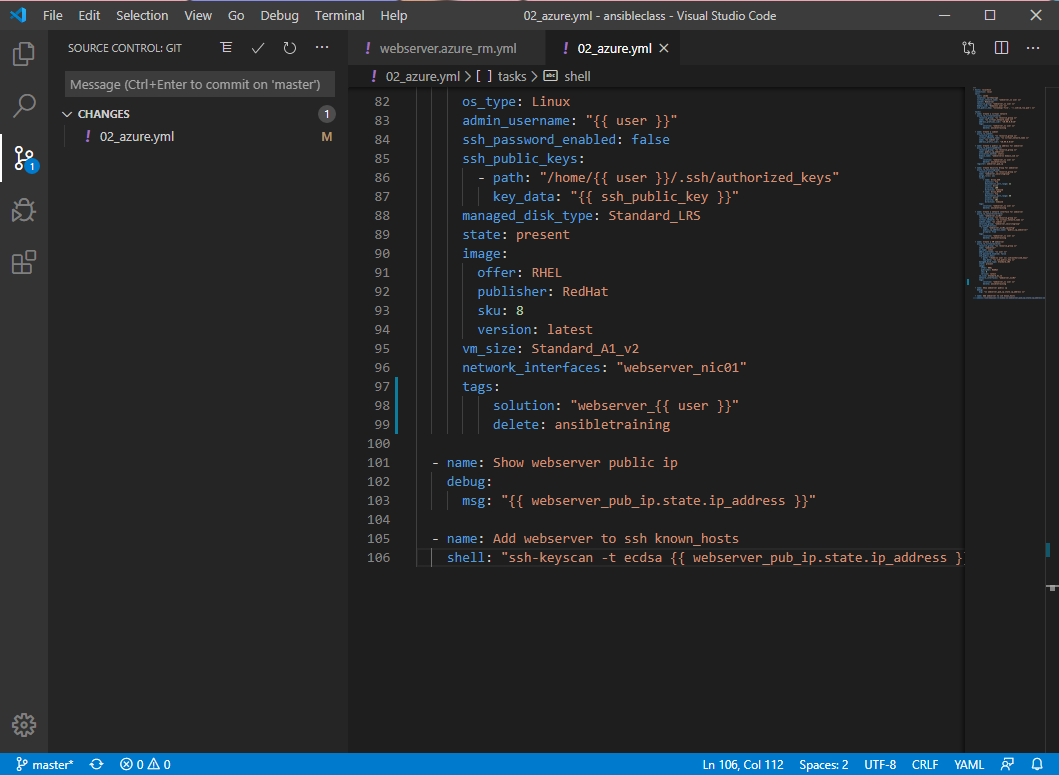 File Edit Selection View Go Debug Terminal Help 02_azure.yml - ansibleclass - Visual Studio Code
SOURCE CONTROL: GIT
webserver.azure_rm.yml
02_azure.yml
02_azure.yml > [ ] tasks > abc shell
Message (Ctrl+Enter to commit on 'master')
CHANGES 1
02_azure.yml M
1
82 os_type: Linux
83 admin_username: "{{ user }}"
84 ssh_password_enabled: false
85 ssh_public_keys:
86 - path: "/home/{{ user }}/.ssh/authorized_keys"
87 key_data: "{{ ssh_public_key }}"
88 managed_disk_type: Standard_LRS
89 state: present
90 image:
91 offer: RHEL
92 publisher: RedHat
93 sku: 8
94 version: latest
95 vm_size: Standard_A1_v2
96 network_interfaces: "webserver_nic01"
97 tags:
98 solution: "webserver_{{ user }}"
99 delete: ansibletraining
100
101 - name: Show webserver public ip
102 debug:
103 msg: "{{ webserver_pub_ip.state.ip_address }}"
104
105 - name: Add webserver to ssh known_hosts
106 shell: "ssh-keyscan -t ecdsa {{ webserver_pub_ip.state.ip_address }
master* 0 0 Ln 106, Col 112 Spaces: 2 UTF-8 CRLF YAML